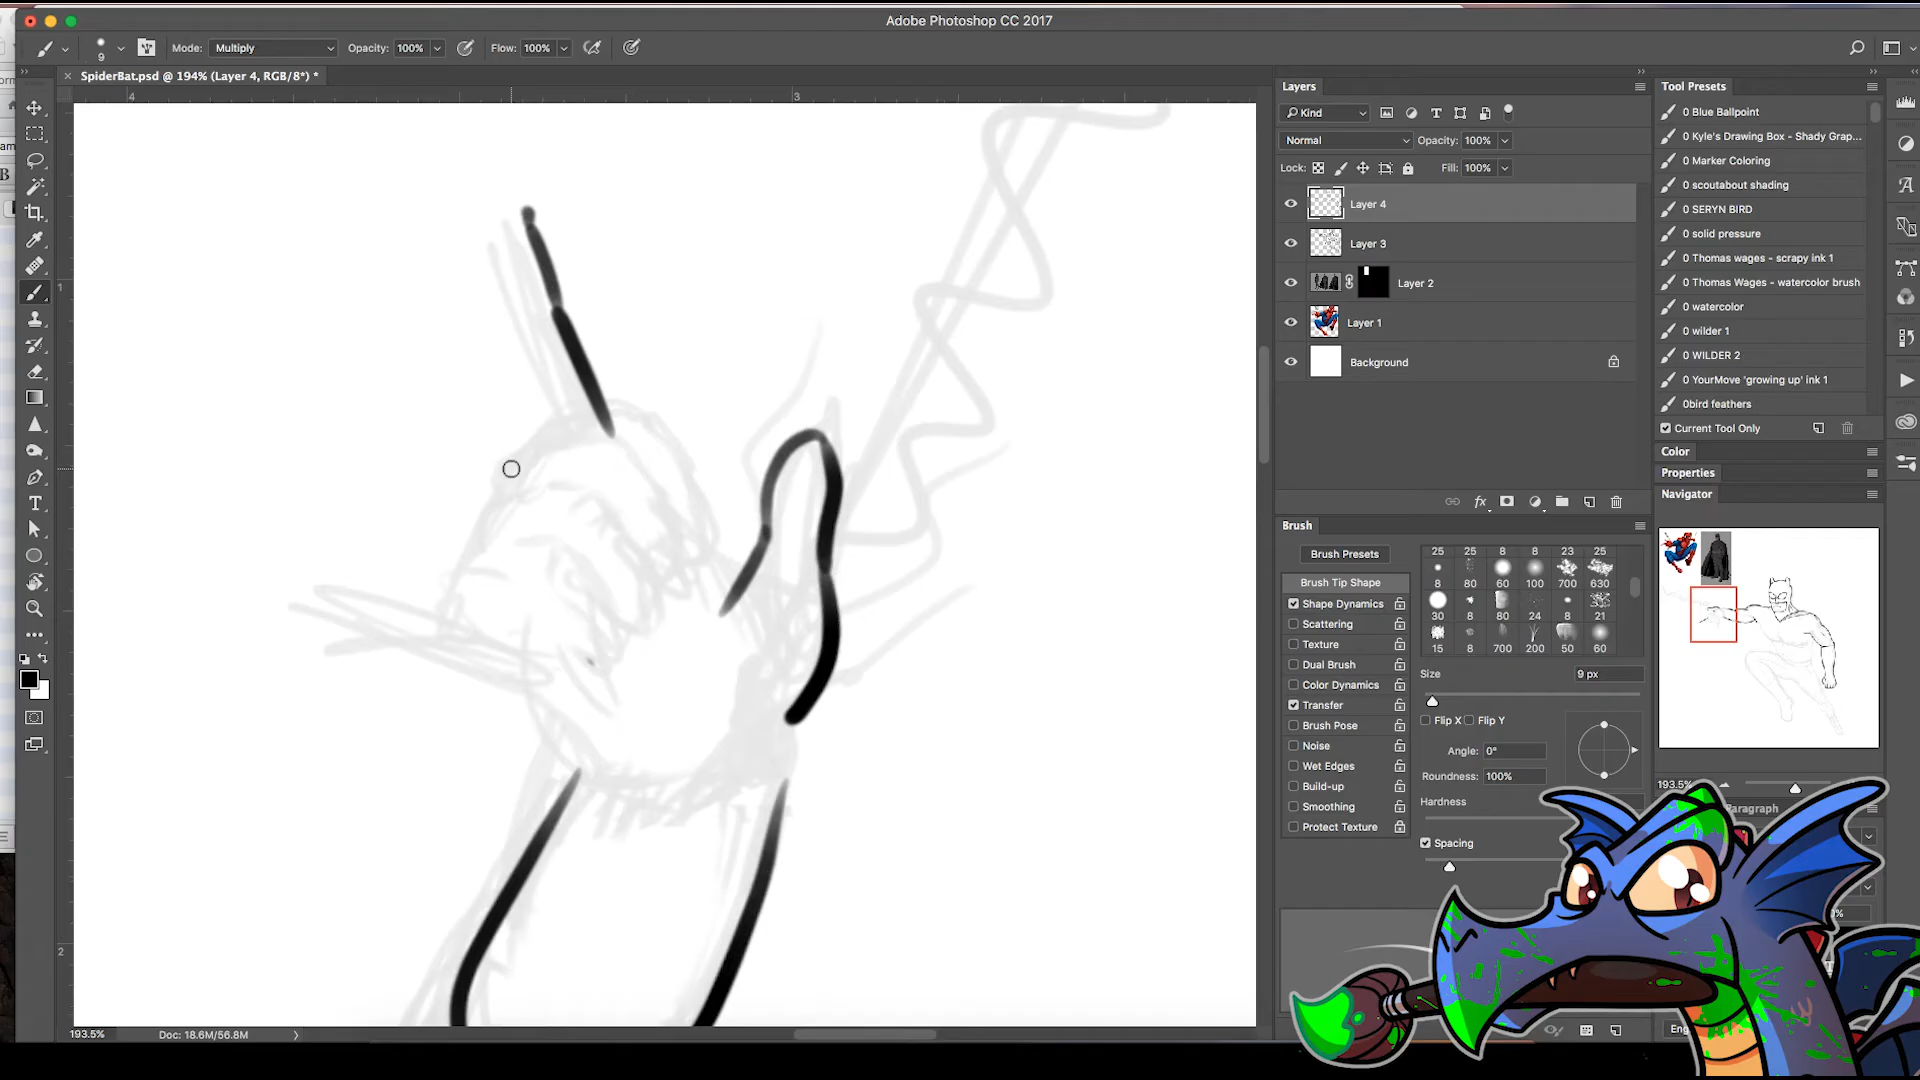 Adobe Photoshop CC 2017
9
Mode: Multiply Opacity: 100% Flow: 100%
SpiderBat.psd @ 194% (Layer 4, RGB/8*) *
4
3
1
2
B
Layers
Kind
Normal Opacity: 100%
Lock: Fill: 100%
Layer 4
Layer 3
Layer 2
Layer 1
Background
fx
Tool Presets
0 Blue Ballpoint
0 Kyle's Drawing Box - Shady Grap...
0 Marker Coloring
0 scoutabout shading
0 SERYN BIRD
0 solid pressure
0 Thomas wages - scrapy ink 1
0 Thomas Wages - watercolor brush
0 watercolor
0 wilder 1
0 WILDER 2
0 YourMove 'growing up' ink 1
0bird feathers
Current Tool Only
Color
Properties
Navigator
193.5%
Paragraph
Brush
Brush Presets
Brush Tip Shape
Shape Dynamics
Scattering
Texture
Dual Brush
Color Dynamics
Transfer
Brush Pose
Noise
Wet Edges
Build-up
Smoothing
Protect Texture
25 25 8 8 23 25
8 80 60 100 700 630
30 8 80 24 8 21
15 8 700 200 50 60
Size 9 px
Flip X Flip Y
Angle: 0°
Roundness: 100%
Hardness
Spacing
Eng
193.5% Doc: 18.6M/56.8M